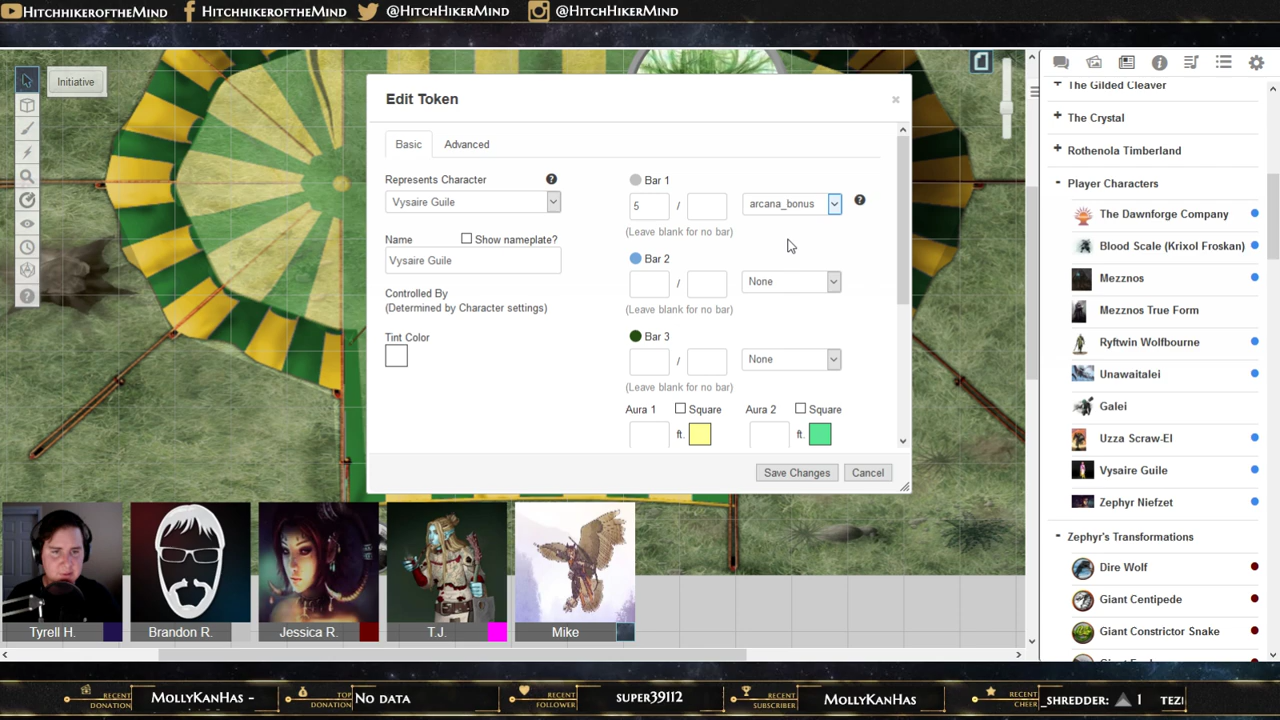 HitchhikeroftheMind HitchhikeroftheMind @HitchHikerMind @HitchHikerMind
Initiative
Edit Token
×
Basic Advanced
Represents Character ?
Vysaire Guile
Name Show nameplate?
Vysaire Guile
Controlled By
(Determined by Character settings)
Tint Color
Bar 1
5 / arcana_bonus ?
(Leave blank for no bar)
Bar 2
/ None
(Leave blank for no bar)
Bar 3
/ None
(Leave blank for no bar)
Aura 1 Square Aura 2 Square
ft. ft.
Save Changes Cancel
The Gilded Cleaver
+ The Crystal
+ Rothenola Timberland
- Player Characters
The Dawnforge Company
Blood Scale (Krixol Froskan)
Mezznos
Mezznos True Form
Ryftwin Wolfbourne
Unawaitalei
Galei
Uzza Scraw-El
Vysaire Guile
Zephyr Niefzet
- Zephyr's Transformations
Dire Wolf
Giant Centipede
Giant Constrictor Snake
Tyrell H. Brandon R. Jessica R. T.J. Mike
Recent Donation MollyKanHas - Top Donation No data Recent Follower super39112 Recent Subscriber MollyKanHas Recent Cheer _shredder: 1 tezi